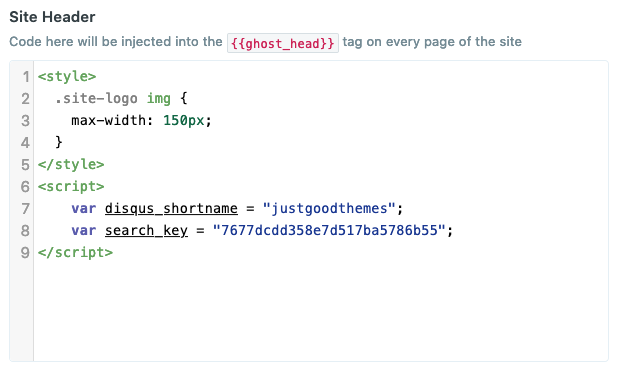 Site Header
Code here will be injected into the {{ghost_head}} tag on every page of the site
1 <style>
2   .site-logo img {
3     max-width: 150px;
4   }
5 </style>
6 <script>
7     var disqus_shortname = "justgoodthemes";
8     var search_key = "7677dcdd358e7d517ba5786b55";
9 </script>